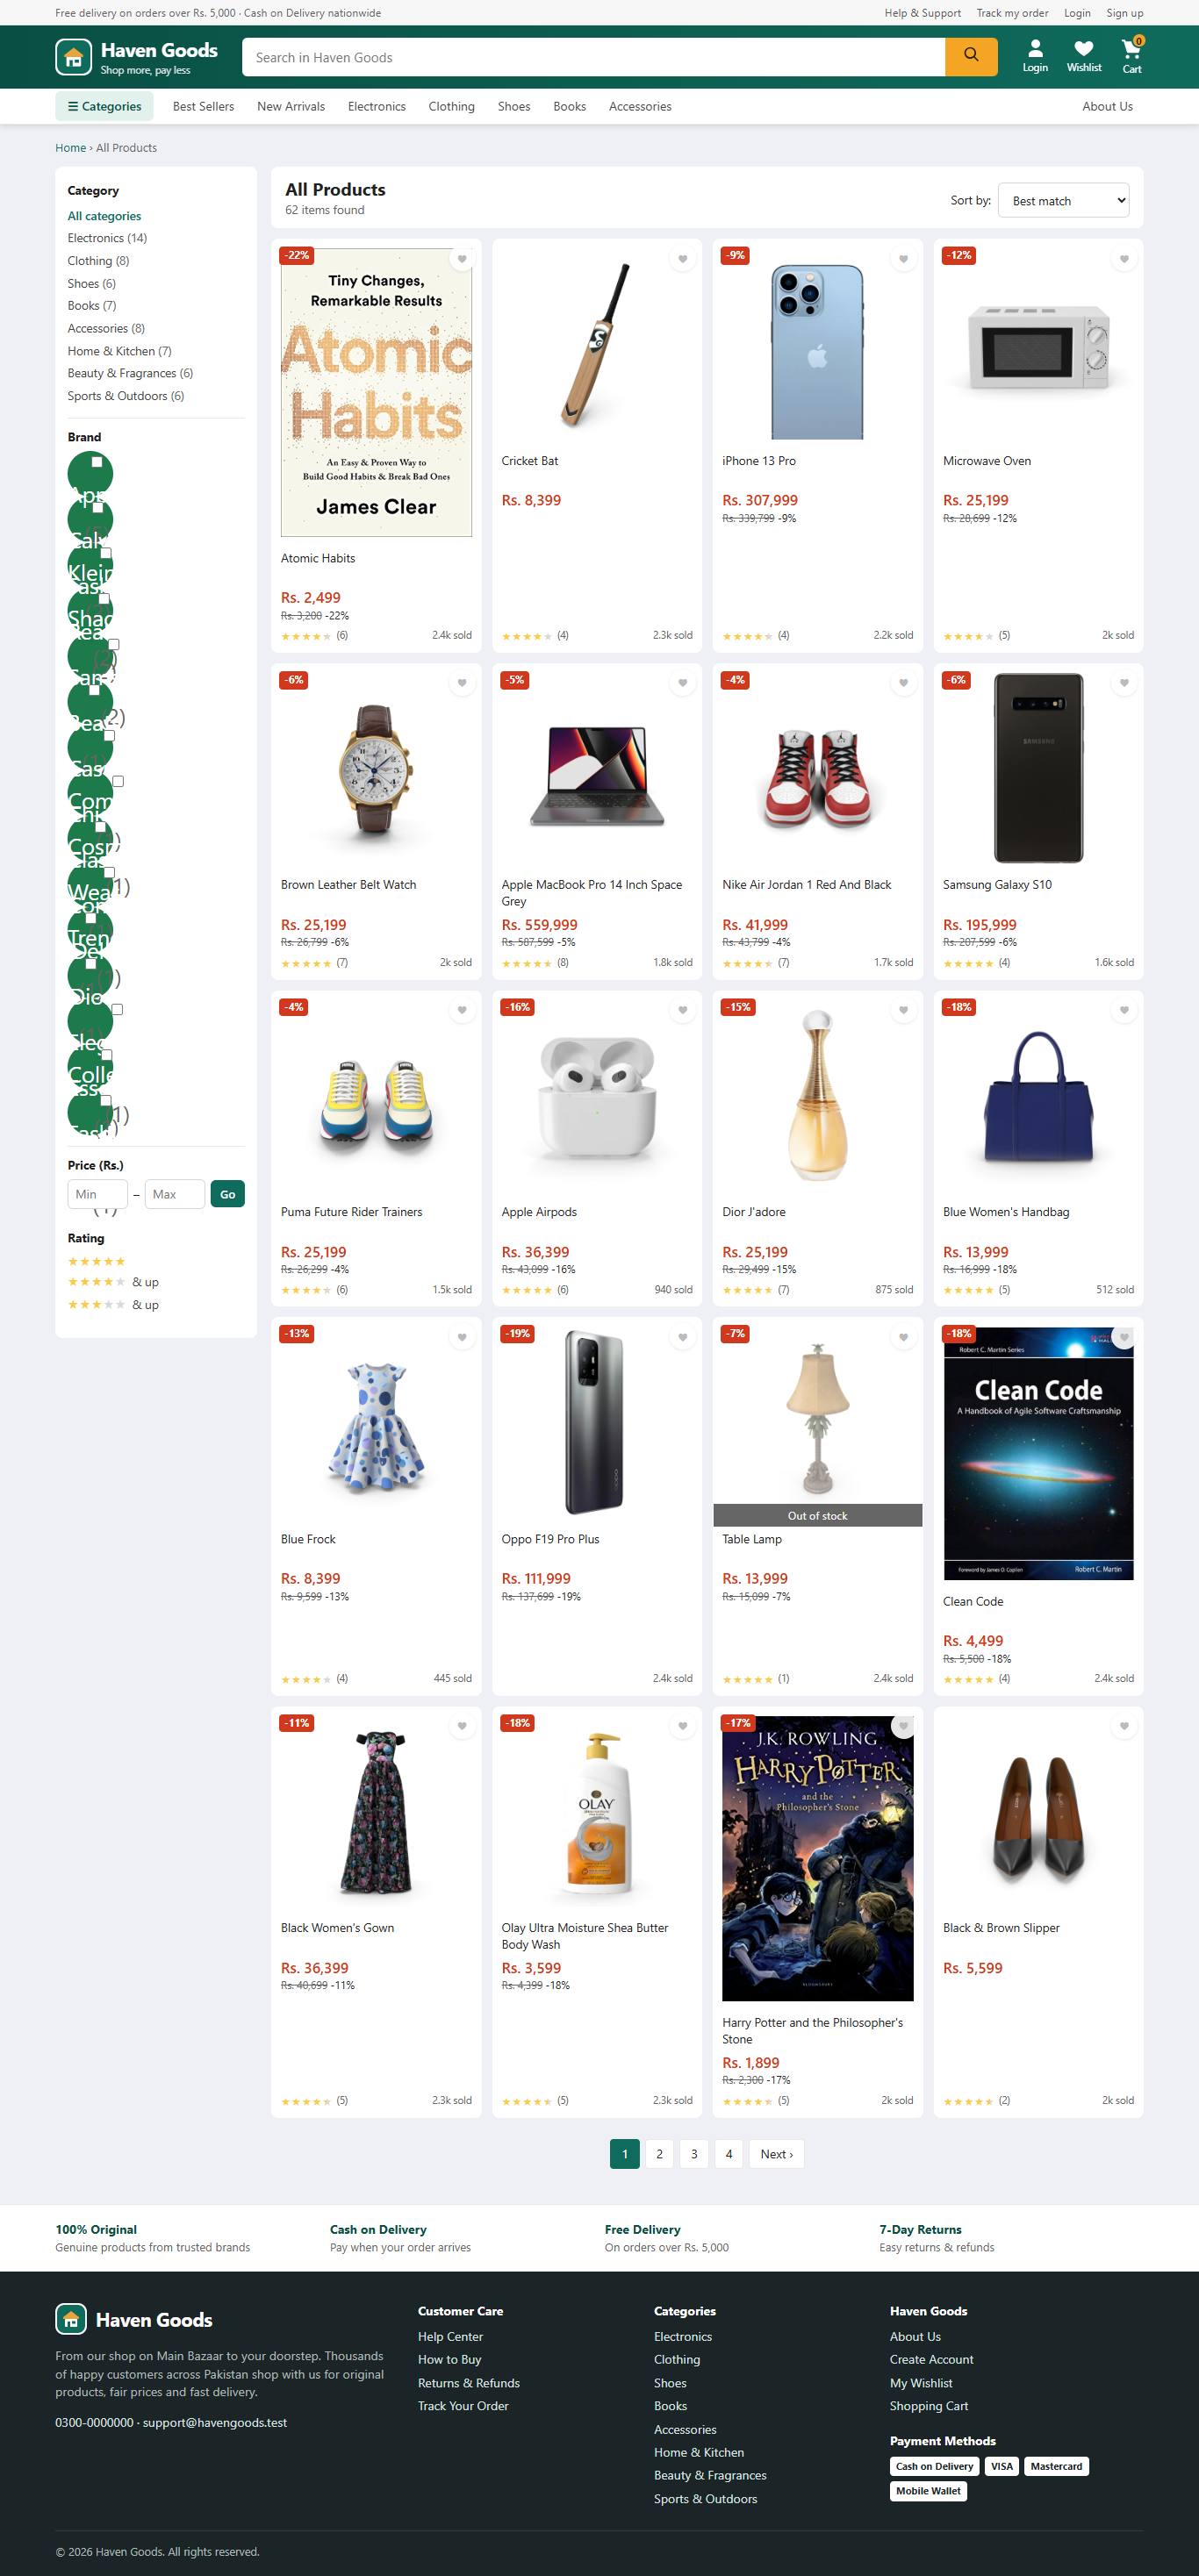 Free delivery on orders over Rs. 5,000 · Cash on Delivery nationwide
Help & Support Track my order Login Sign up
Haven Goods
Shop more, pay less
Search in Haven Goods
Login
Wishlist
0
Cart
☰ Categories Best Sellers New Arrivals Electronics Clothing Shoes Books Accessories About Us
Home › All Products
Category
All categories
Electronics (14)
Clothing (8)
Shoes (6)
Books (7)
Accessories (8)
Home & Kitchen (7)
Beauty & Fragrances (6)
Sports & Outdoors (6)
Brand
Klein
(2)
(2)
(1)
(1)
(1)
(1)
Price (Rs.)
Min – Max Go
Rating
★★★★★
★★★★★ & up
★★★★★ & up
All Products
62 items found
Sort by: Best match
-22%
Tiny Changes,
Remarkable Results
Atomic
Habits
An Easy & Proven Way to
Build Good Habits & Break Bad Ones
James Clear
Atomic Habits
Rs. 2,499
Rs. 3,200 -22%
★★★★★ (6) 2.4k sold
Cricket Bat
Rs. 8,399
★★★★★ (4) 2.3k sold
-9%
iPhone 13 Pro
Rs. 307,999
Rs. 339,799 -9%
★★★★★ (4) 2.2k sold
-12%
Microwave Oven
Rs. 25,199
Rs. 28,699 -12%
★★★★★ (5) 2k sold
-6%
Brown Leather Belt Watch
Rs. 25,199
Rs. 26,799 -6%
★★★★★ (7) 2k sold
-5%
Apple MacBook Pro 14 Inch Space
Grey
Rs. 559,999
Rs. 587,599 -5%
★★★★★ (8) 1.8k sold
-4%
Nike Air Jordan 1 Red And Black
Rs. 41,999
Rs. 43,799 -4%
★★★★★ (7) 1.7k sold
-6%
SAMSUNG
Samsung Galaxy S10
Rs. 195,999
Rs. 207,599 -6%
★★★★★ (4) 1.6k sold
-4%
Puma Future Rider Trainers
Rs. 25,199
Rs. 26,299 -4%
★★★★★ (6) 1.5k sold
-16%
Apple Airpods
Rs. 36,399
Rs. 43,099 -16%
★★★★★ (6) 940 sold
-15%
Dior J'adore
Rs. 25,199
Rs. 29,499 -15%
★★★★★ (7) 875 sold
-18%
Blue Women's Handbag
Rs. 13,999
Rs. 16,999 -18%
★★★★★ (5) 512 sold
-13%
Blue Frock
Rs. 8,399
Rs. 9,599 -13%
★★★★★ (4) 445 sold
-19%
oppo
Oppo F19 Pro Plus
Rs. 111,999
Rs. 137,699 -19%
2.4k sold
-7%
Out of stock
Table Lamp
Rs. 13,999
Rs. 15,099 -7%
★★★★★ (1) 2.4k sold
-18%
Robert C. Martin Series
Clean Code
A Handbook of Agile Software Craftsmanship
Foreword by James O. Coplien Robert C. Martin
Clean Code
Rs. 4,499
Rs. 5,500 -18%
★★★★★ (4) 2.4k sold
-11%
Black Women's Gown
Rs. 36,399
Rs. 40,699 -11%
★★★★★ (5) 2.3k sold
-18%
OLAY
Olay Ultra Moisture Shea Butter
Body Wash
Rs. 3,599
Rs. 4,399 -18%
★★★★★ (5) 2.3k sold
-17%
J.K. ROWLING
HARRY POTTER
and the
Philosopher's Stone
BLOOMSBURY
Harry Potter and the Philosopher's
Stone
Rs. 1,899
Rs. 2,300 -17%
★★★★★ (5) 2k sold
Black & Brown Slipper
Rs. 5,599
★★★★★ (2) 2k sold
1 2 3 4 Next ›
100% Original
Genuine products from trusted brands
Cash on Delivery
Pay when your order arrives
Free Delivery
On orders over Rs. 5,000
7-Day Returns
Easy returns & refunds
Haven Goods
From our shop on Main Bazaar to your doorstep. Thousands
of happy customers across Pakistan shop with us for original
products, fair prices and fast delivery.
0300-0000000 · support@havengoods.test
Customer Care
Help Center
How to Buy
Returns & Refunds
Track Your Order
Categories
Electronics
Clothing
Shoes
Books
Accessories
Home & Kitchen
Beauty & Fragrances
Sports & Outdoors
Haven Goods
About Us
Create Account
My Wishlist
Shopping Cart
Payment Methods
Cash on Delivery VISA Mastercard
Mobile Wallet
© 2026 Haven Goods. All rights reserved.